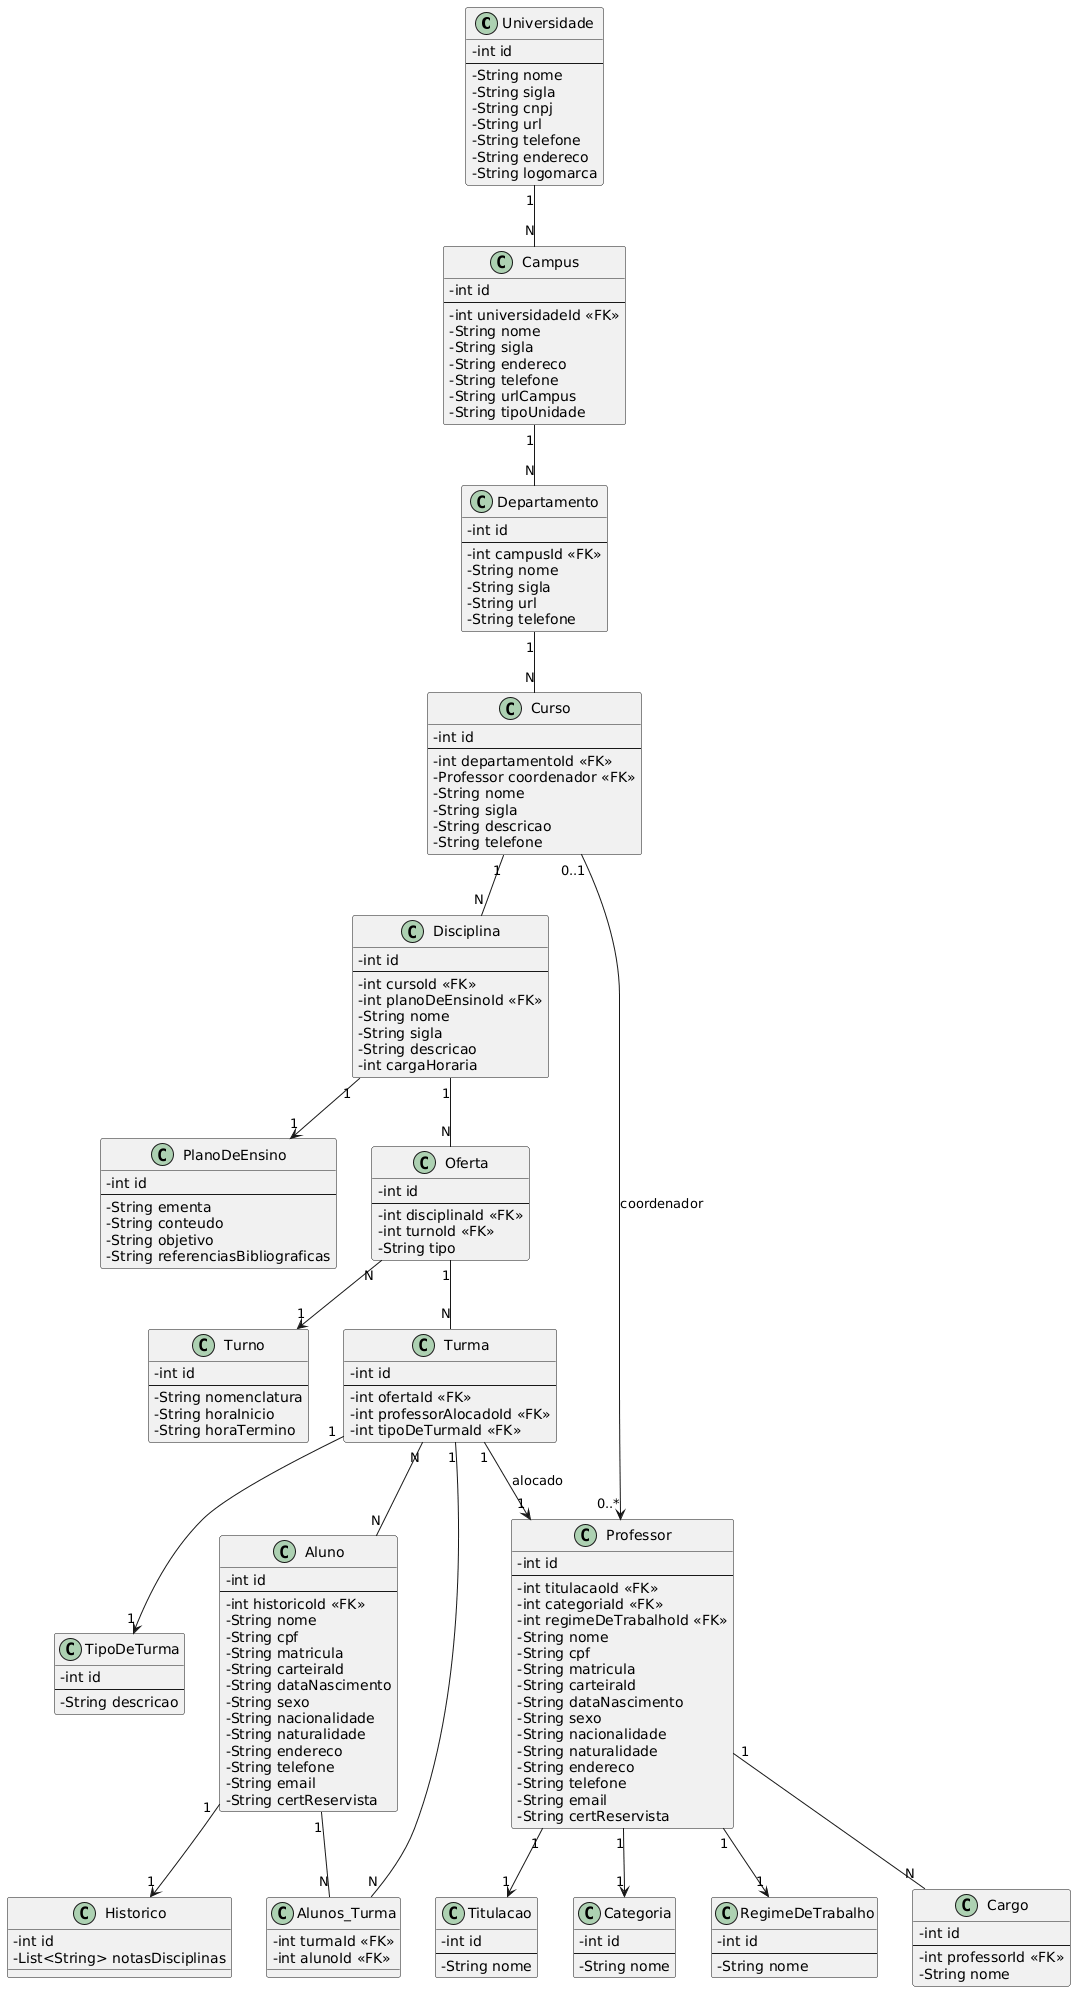 C Universidade
-int id
-String nome
-String sigla
-String cnpj
-String url
-String telefone
-String endereco
-String logomarca
1
N
C Campus
-int id
-int universidadeId «FK»
-String nome
-String sigla
-String endereco
-String telefone
-String urlCampus
-String tipoUnidade
1
N
C Departamento
-int id
-int campusId «FK»
-String nome
-String sigla
-String url
-String telefone
1
N
C Curso
-int id
-int departamentoId «FK»
-Professor coordenador «FK»
-String nome
-String sigla
-String descricao
-String telefone
1
0..1
N
C Disciplina
-int id
-int cursoId «FK»
-int planoDeEnsinoId «FK»
-String nome
-String sigla
-String descricao
-int cargaHoraria
1
1
1
N
C PlanoDeEnsino
-int id
-String ementa
-String conteudo
-String objetivo
-String referenciasBibliograficas
C Oferta
-int id
-int disciplinaId «FK»
-int turnoId «FK»
-String tipo
coordenador
N
1
1
N
C Turno
-int id
-String nomenclatura
-String horaInicio
-String horaTermino
C Turma
-int id
-int ofertaId «FK»
-int professorAlocadoId «FK»
-int tipoDeTurmaId «FK»
1
N
1
1
alocado
1
0..*
N
1
C TipoDeTurma
-int id
-String descricao
C Aluno
-int id
-int historicoId «FK»
-String nome
-String cpf
-String matricula
-String carteiraId
-String dataNascimento
-String sexo
-String nacionalidade
-String naturalidade
-String endereco
-String telefone
-String email
-String certReservista
C Professor
-int id
-int titulacaoId «FK»
-int categoriaId «FK»
-int regimeDeTrabalhoId «FK»
-String nome
-String cpf
-String matricula
-String carteiraId
-String dataNascimento
-String sexo
-String nacionalidade
-String naturalidade
-String endereco
-String telefone
-String email
-String certReservista
1
1
1
1
1
1
1
N
N
1
1
1
N
C Historico
-int id
-List<String> notasDisciplinas
C Alunos_Turma
-int turmaId «FK»
-int alunoId «FK»
C Titulacao
-int id
-String nome
C Categoria
-int id
-String nome
C RegimeDeTrabalho
-int id
-String nome
C Cargo
-int id
-int professorId «FK»
-String nome